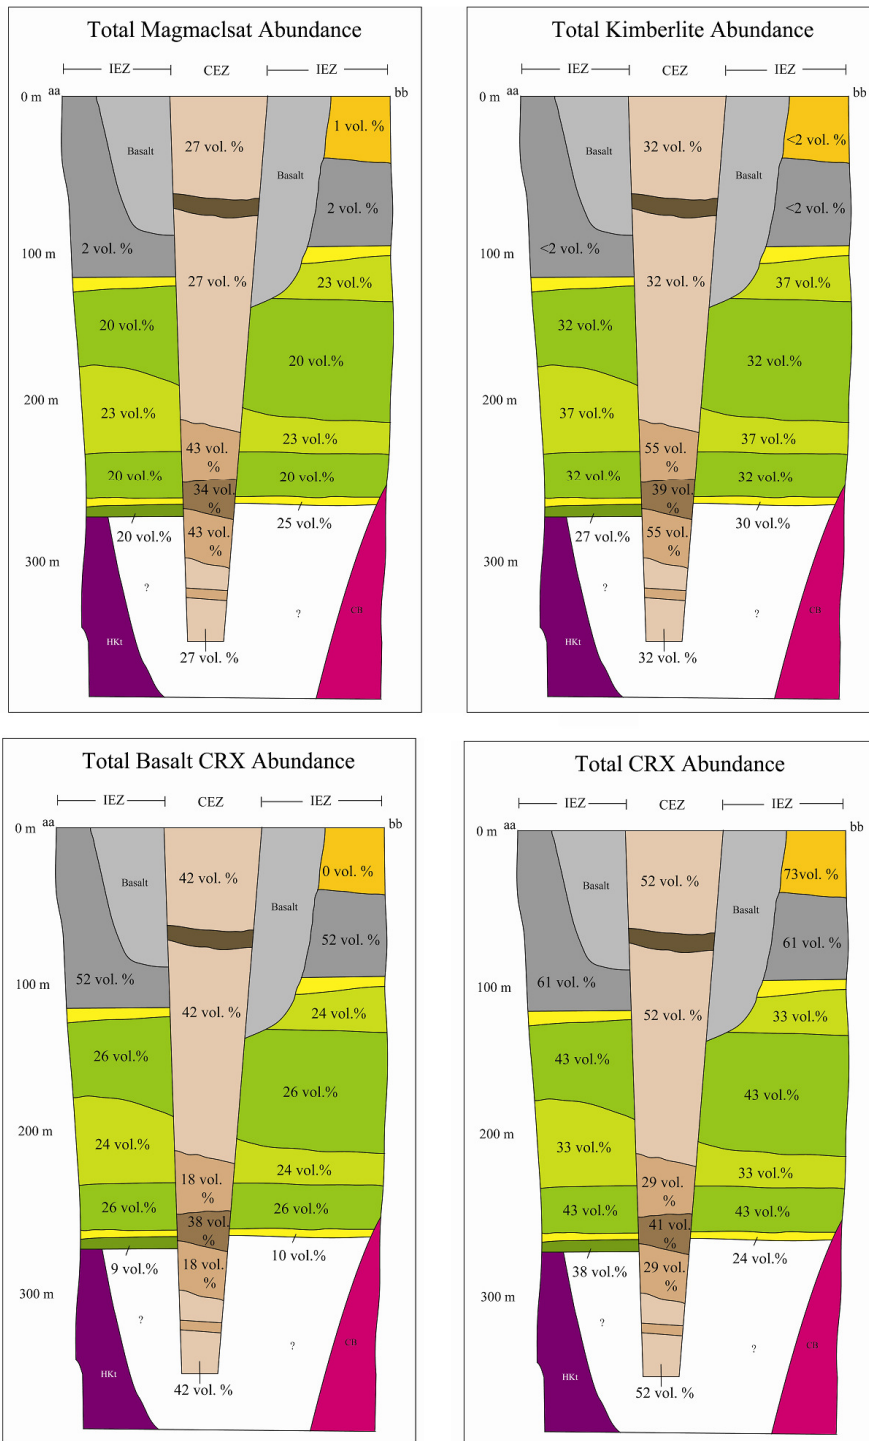 Total Magmaclsat Abundance
IEZ CEZ IEZ
aa bb
0 m
1 vol. %
27 vol. %
Basalt
Basalt
2 vol. %
2 vol. %
100 m
27 vol. %
23 vol.%
20 vol.%
20 vol.%
200 m
23 vol.%
23 vol.%
43 vol.
%
20 vol.%
20 vol.%
34 vol.
%
25 vol.%
20 vol.%
43 vol.
%
300 m
?
?
CB
HKt
27 vol. %
Total Kimberlite Abundance
IEZ CEZ IEZ
aa bb
0 m
<2 vol. %
32 vol. %
Basalt
Basalt
<2 vol. %
<2 vol. %
100 m
32 vol. %
37 vol.%
32 vol.%
32 vol.%
200 m
37 vol.%
37 vol.%
55 vol.
%
32 vol.%
32 vol.%
39 vol.
%
30 vol.%
27 vol.%
55 vol.
%
300 m
?
?
CB
HKt
32 vol. %
Total Basalt CRX Abundance
IEZ CEZ IEZ
aa bb
0 m
0 vol. %
42 vol. %
Basalt
Basalt
52 vol. %
52 vol. %
100 m
42 vol. %
24 vol.%
26 vol.%
26 vol.%
200 m
24 vol.%
24 vol.%
18 vol.
%
26 vol.%
26 vol.%
38 vol.
%
10 vol.%
9 vol.%
18 vol.
%
300 m
?
?
CB
HKt
42 vol. %
Total CRX Abundance
IEZ CEZ IEZ
aa bb
0 m
73vol. %
52 vol. %
Basalt
Basalt
61 vol. %
61 vol. %
100 m
52 vol. %
33 vol.%
43 vol.%
43 vol.%
200 m
33 vol.%
33 vol.%
29 vol.
%
43 vol.%
43 vol.%
41 vol.
%
24 vol.%
38 vol.%
29 vol.
%
300 m
?
?
CB
HKt
52 vol. %